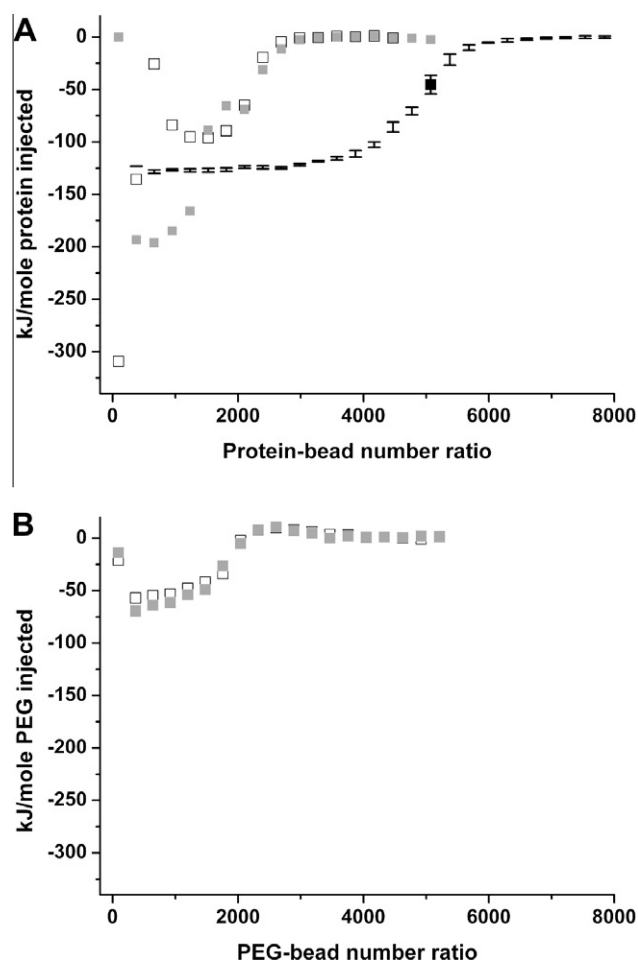 A
0
-50
-100
-150
-200
-250
-300
kJ/mole protein injected
0 2000 4000 6000 8000
Protein-bead number ratio
B
0
-50
-100
-150
-200
-250
-300
kJ/mole PEG injected
0 2000 4000 6000 8000
PEG-bead number ratio